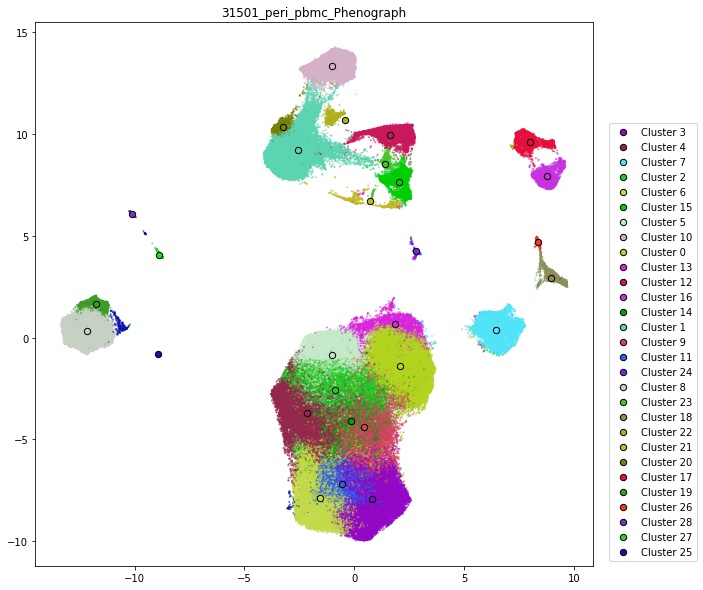 31501_peri_pbmc_Phenograph
15
10
5
0
−5
−10
−10
−5
0
5
10
Cluster 3
Cluster 4
Cluster 7
Cluster 2
Cluster 6
Cluster 15
Cluster 5
Cluster 10
Cluster 0
Cluster 13
Cluster 12
Cluster 16
Cluster 14
Cluster 1
Cluster 9
Cluster 11
Cluster 24
Cluster 8
Cluster 23
Cluster 18
Cluster 22
Cluster 21
Cluster 20
Cluster 17
Cluster 19
Cluster 26
Cluster 28
Cluster 27
Cluster 25